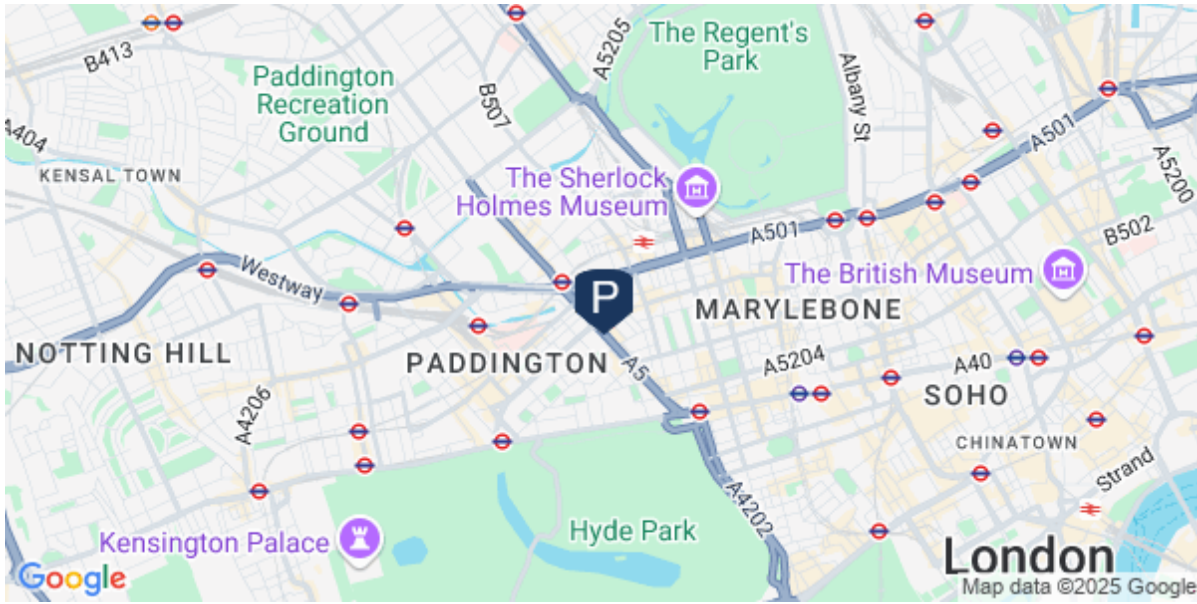 The Regent's
Park
A5205
B413
Albany St
Paddington
Recreation
Ground
B507
A501
A404
A5200
KENSAL TOWN
The Sherlock
Holmes Museum
A501
B502
Westway
The British Museum
P
MARYLEBONE
NOTTING HILL
PADDINGTON
A5
A5204
A40
SOHO
A4206
CHINATOWN
Strand
A4202
Hyde Park
Kensington Palace
London
Google
Map data ©2025 Google